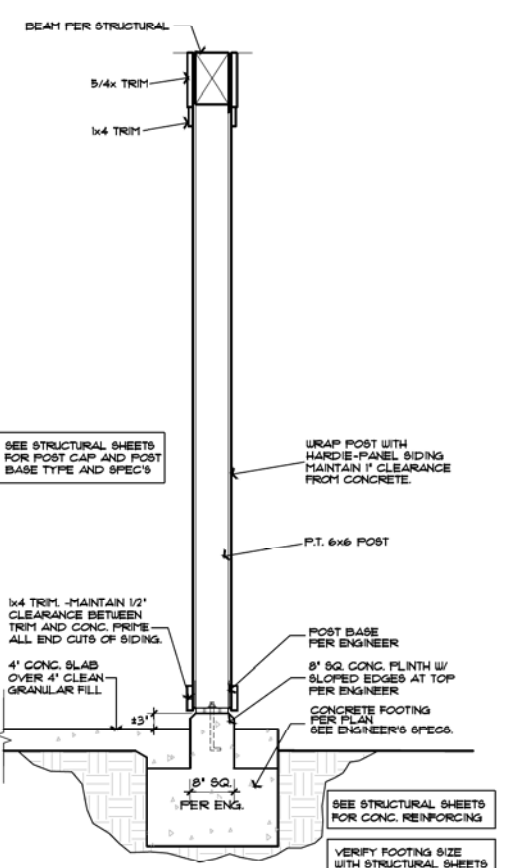 BEAM PER STRUCTURAL
5/4x TRIM
1x4 TRIM
SEE STRUCTURAL SHEETS
FOR POST CAP AND POST
BASE TYPE AND SPEC'S
WRAP POST WITH
HARDIE-PANEL SIDING
MAINTAIN 1" CLEARANCE
FROM CONCRETE.
P.T. 6x6 POST
1x4 TRIM. -MAINTAIN 1/2"
CLEARANCE BETWEEN
TRIM AND CONC. PRIME
ALL END CUTS OF SIDING.
4" CONC. SLAB
OVER 4" CLEAN
GRANULAR FILL
±3"
POST BASE
PER ENGINEER
8" SQ. CONC. PLINTH W/
SLOPED EDGES AT TOP
PER ENGINEER
CONCRETE FOOTING
PER PLAN
SEE ENGINEER'S SPECS.
8" SQ.
PER ENG.
SEE STRUCTURAL SHEETS
FOR CONC. REINFORCING
VERIFY FOOTING SIZE
WITH STRUCTURAL SHEETS